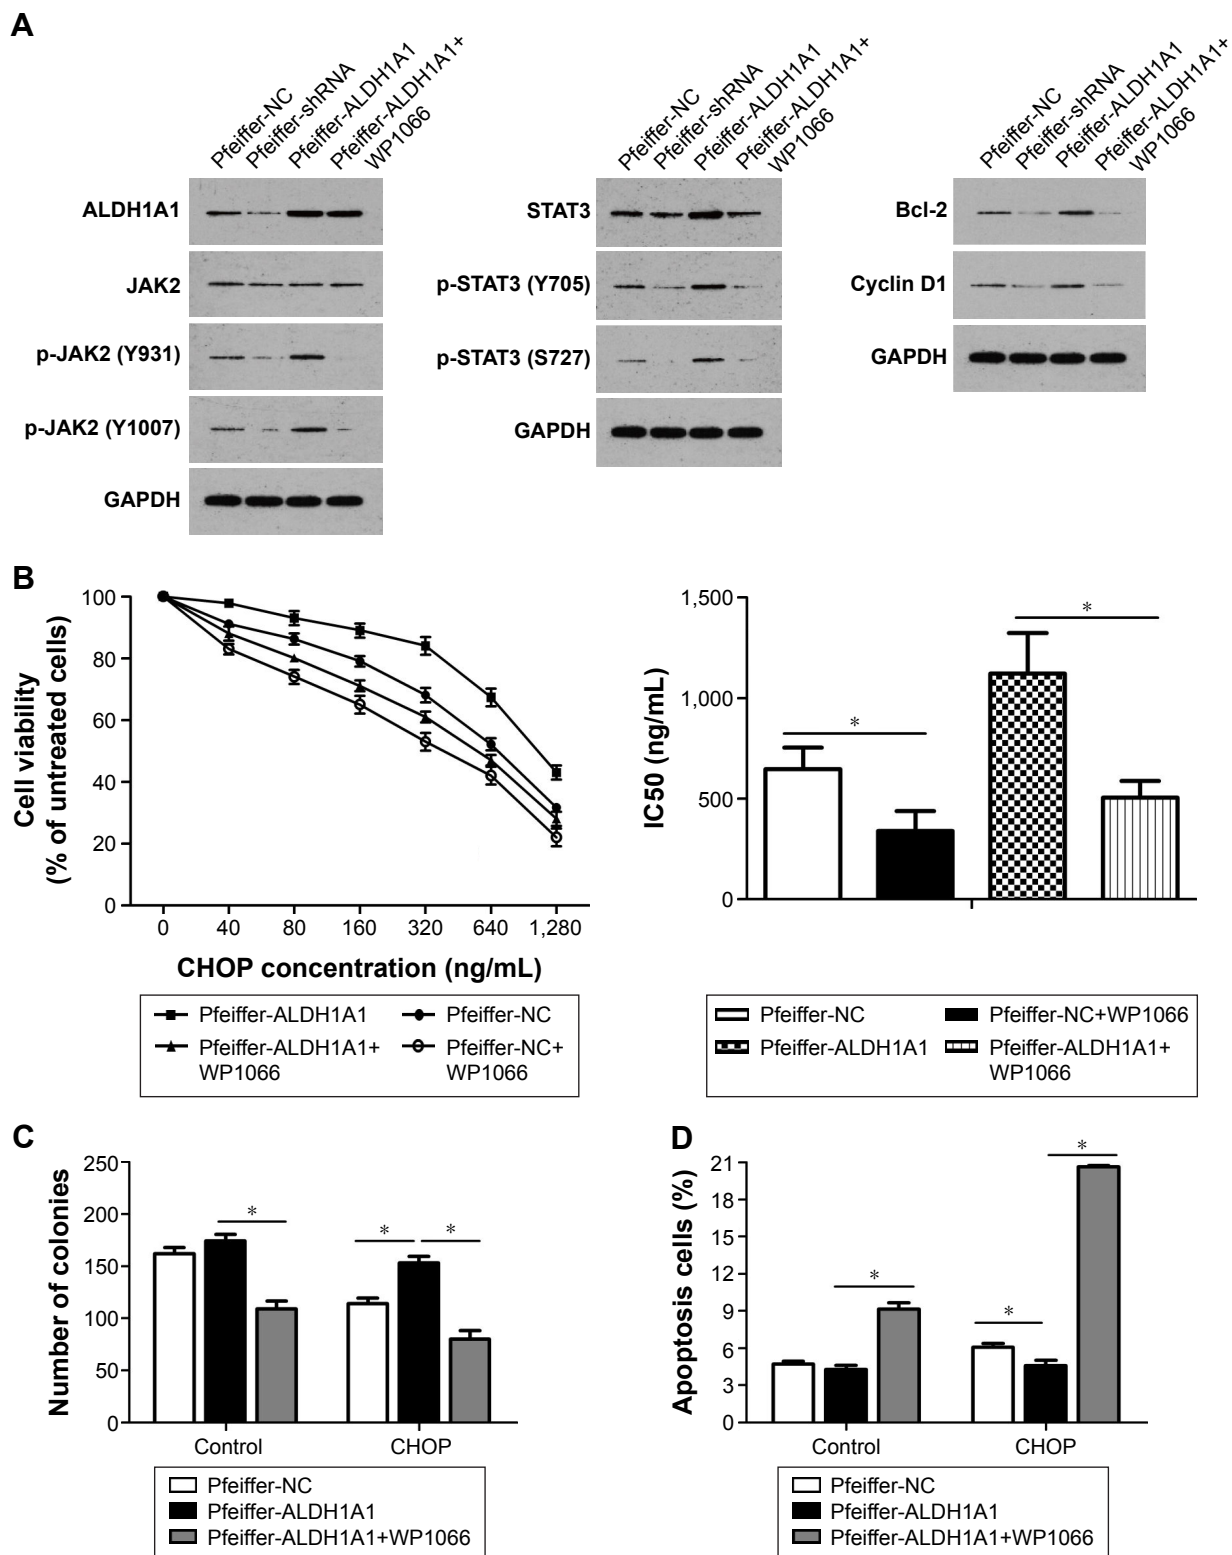 A
Pfeiffer-NC
Pfeiffer-shRNA
Pfeiffer-ALDH1A1
Pfeiffer-ALDH1A1+
WP1066
ALDH1A1
JAK2
p-JAK2 (Y931)
p-JAK2 (Y1007)
GAPDH
Pfeiffer-NC
Pfeiffer-shRNA
Pfeiffer-ALDH1A1
Pfeiffer-ALDH1A1+
WP1066
STAT3
p-STAT3 (Y705)
p-STAT3 (S727)
GAPDH
Pfeiffer-NC
Pfeiffer-shRNA
Pfeiffer-ALDH1A1
Pfeiffer-ALDH1A1+
WP1066
Bcl-2
Cyclin D1
GAPDH
B
Cell viability
(% of untreated cells)
100
80
60
40
20
0
0 40 80 160 320 640 1,280
CHOP concentration (ng/mL)
Pfeiffer-ALDH1A1
Pfeiffer-NC
Pfeiffer-ALDH1A1+
WP1066
Pfeiffer-NC+
WP1066
IC50 (ng/mL)
1,500
1,000
500
0
*
*
Pfeiffer-NC
Pfeiffer-NC+WP1066
Pfeiffer-ALDH1A1
Pfeiffer-ALDH1A1+
WP1066
C
Number of colonies
250
200
150
100
50
0
*
* *
Control CHOP
Pfeiffer-NC
Pfeiffer-ALDH1A1
Pfeiffer-ALDH1A1+WP1066
D
Apoptosis cells (%)
21
18
15
12
9
6
3
0
*
*
*
Control CHOP
Pfeiffer-NC
Pfeiffer-ALDH1A1
Pfeiffer-ALDH1A1+WP1066